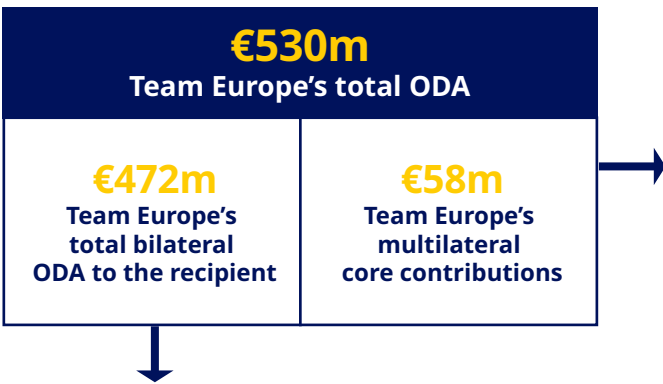 €530m
Team Europe's total ODA
€472m
Team Europe's
total bilateral
ODA to the recipient
€58m
Team Europe's
multilateral
core contributions